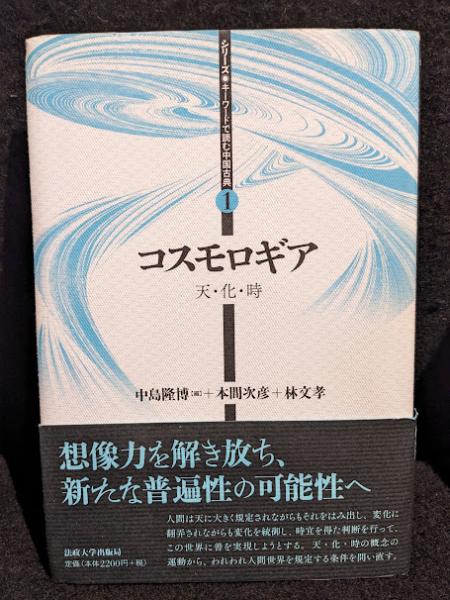 シリーズ●キーワードで読む中国古典
1
コスモロギア
天・化・時
中島隆博[編]+本間次彦+林文孝
想像力を解き放ち、
新たな普遍性の可能性へ
人間は天に大きく規定されながらもそれをはみ出し、変化に
翻弄されながらも変化を統御し、時宜を得た判断を行って、
この世界に善を実現しようとする。天・化・時の概念の
運動から、われわれ人間世界を規定する条件を問い直す。
法政大学出版局
定価(本体2200円+税)